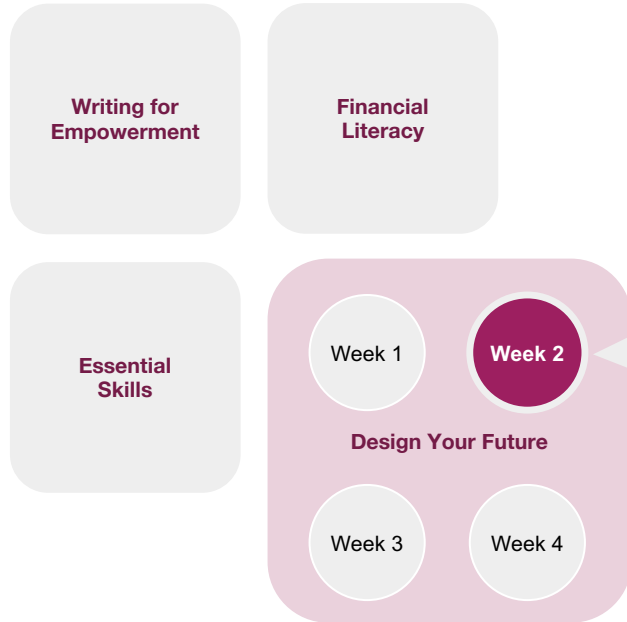 Writing for
Empowerment
Financial
Literacy
Essential
Skills
Week 1
Week 2
Design Your Future
Week 3
Week 4